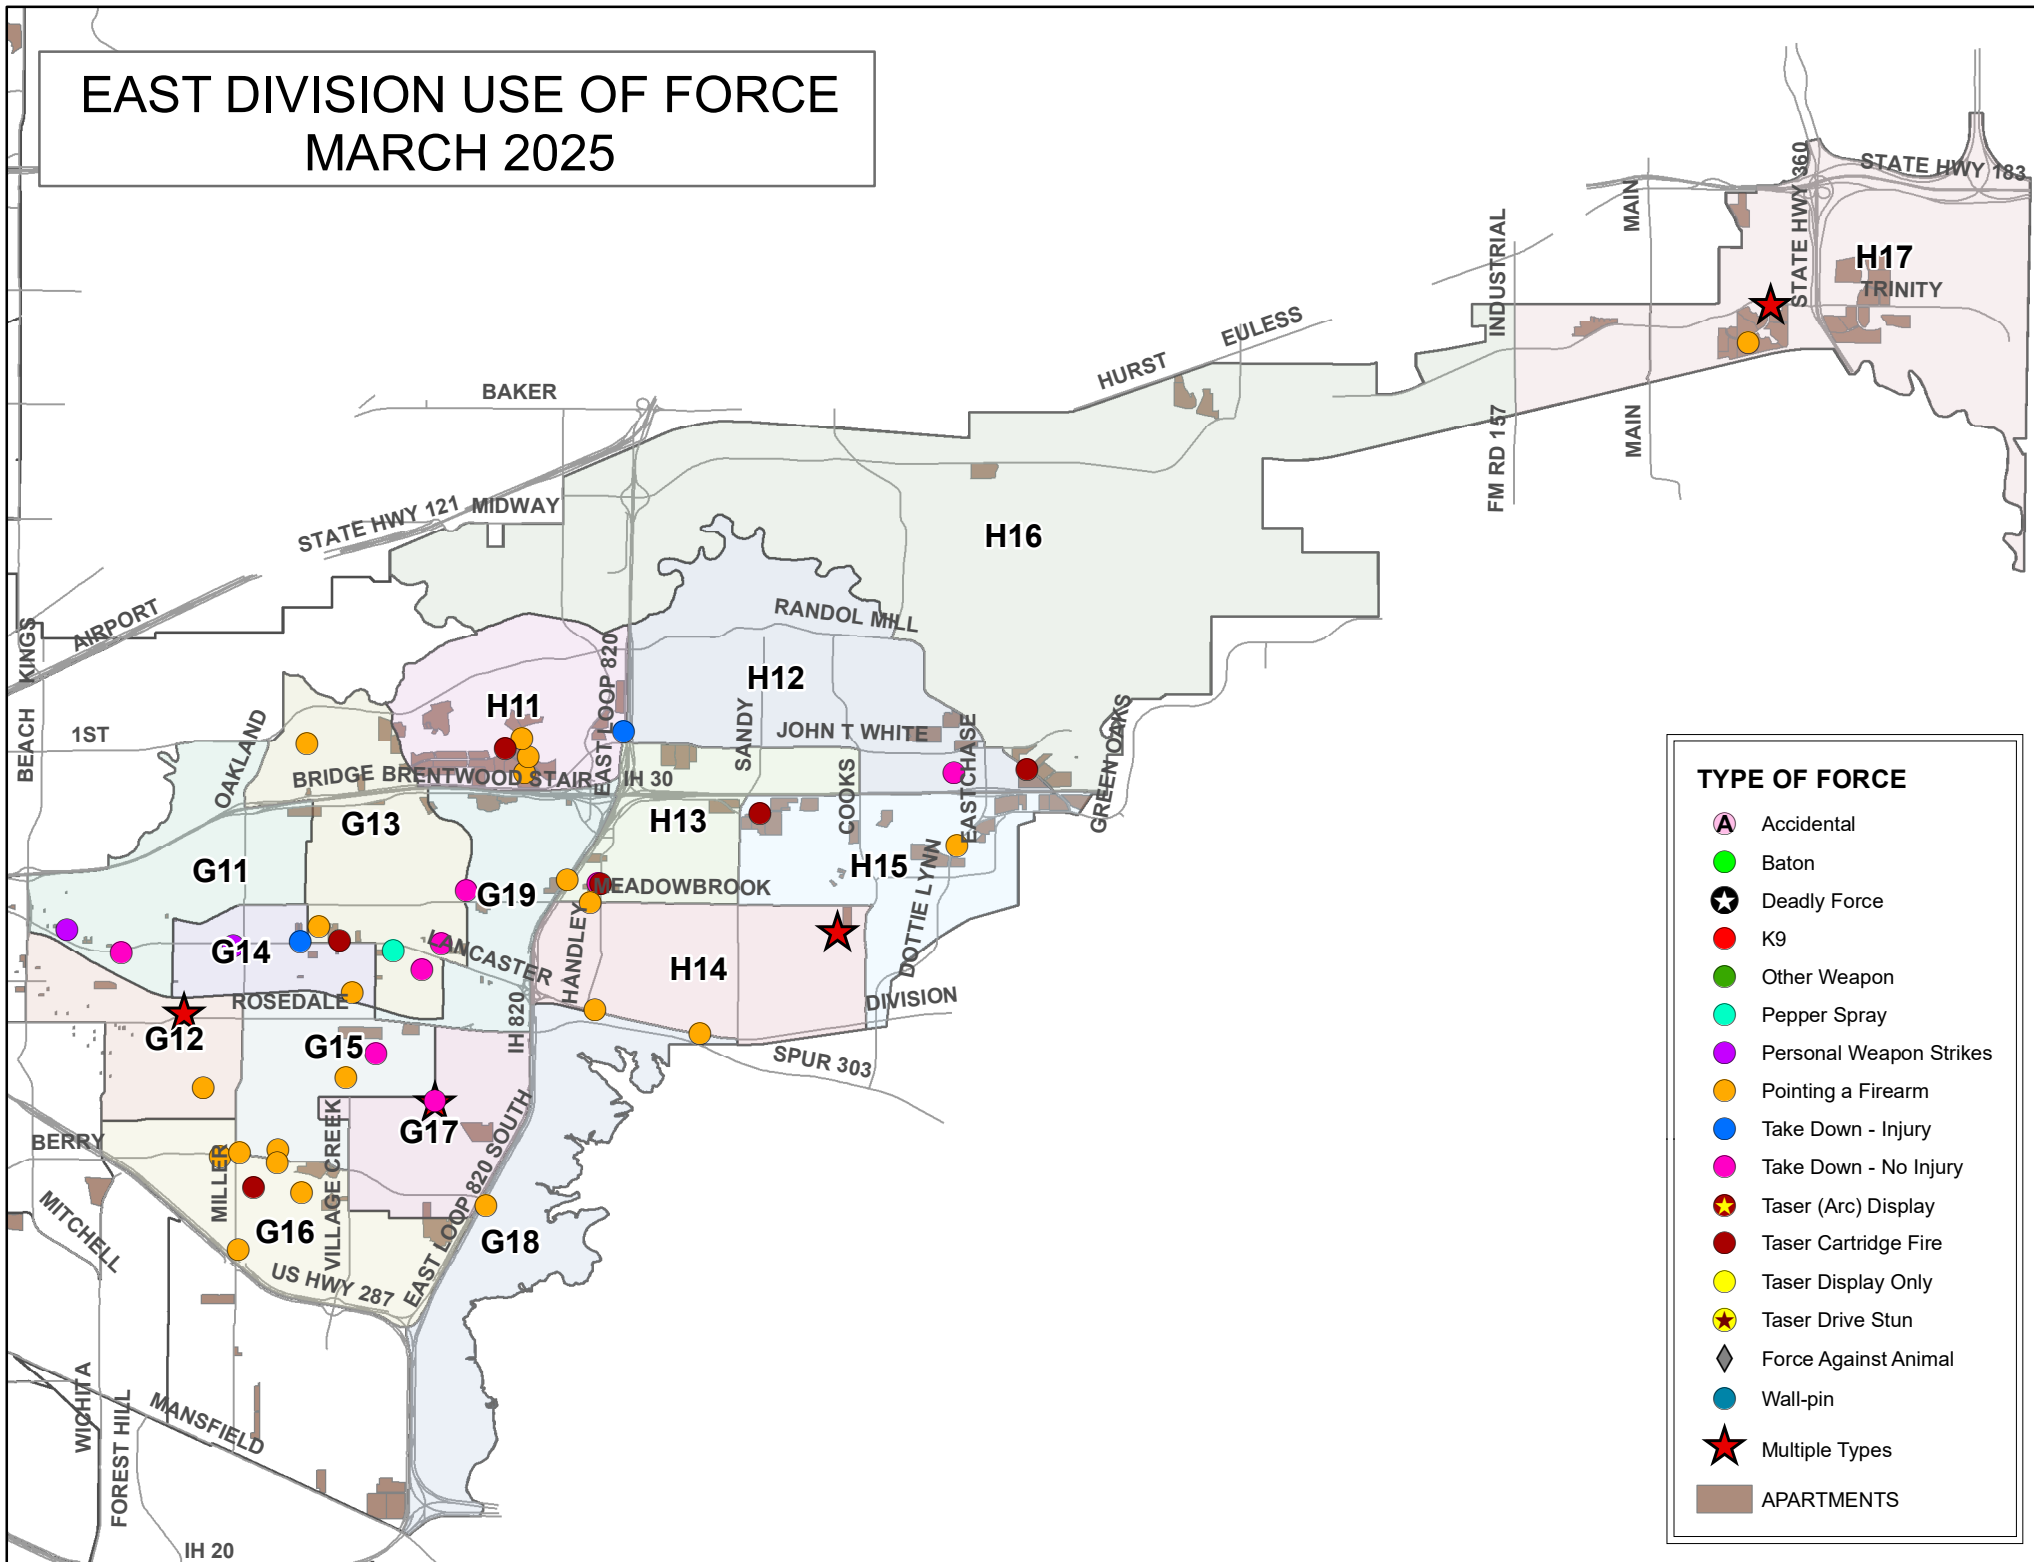 EAST DIVISION USE OF FORCE
MARCH 2025
STATE HWY 183
STATE HWY 360
MAIN
INDUSTRIAL
H17
TRINITY
EULESS
HURST
BAKER
MAIN
FM RD 157
STATE HWY 121
MIDWAY
H16
AIRPORT
RANDOL MILL
KINGS
EAST LOOP 820
H12
H11
SANDY
JOHN T WHITE
EASTCHASE
GREEN OAKS
1ST
BEACH
OAKLAND
BRIDGE
BRENTWOOD STAIR
IH 30
COOKS
G13
H13
G11
H15
G19
MEADOWBROOK
DOTTIE LYNN
G14
LANCASTER
HANDLEY
H14
ROSEDALE
DIVISION
G12
G15
IH 820
SPUR 303
G17
BERRY
MILLER
VILLAGE CREEK
EAST LOOP 820 SOUTH
MITCHELL
G16
G18
US HWY 287
WICHITA
FOREST HILL
MANSFIELD
IH 20
TYPE OF FORCE
A Accidental
Baton
Deadly Force
K9
Other Weapon
Pepper Spray
Personal Weapon Strikes
Pointing a Firearm
Take Down - Injury
Take Down - No Injury
Taser (Arc) Display
Taser Cartridge Fire
Taser Display Only
Taser Drive Stun
Force Against Animal
Wall-pin
Multiple Types
APARTMENTS